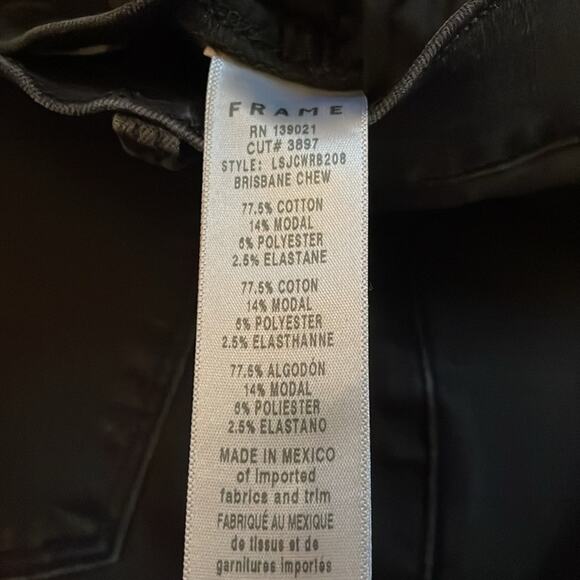 FRAME
RN 139021
CUT# 3897
STYLE: LSJCWRB208
BRISBANE CHEW
77.5% COTTON
14% MODAL
6% POLYESTER
2.5% ELASTANE
77.5% COTON
14% MODAL
6% POLYESTER
2.5% ELASTHANNE
77.5% ALGODÓN
14% MODAL
6% POLIESTER
2.5% ELASTANO
MADE IN MEXICO
of imported
fabrics and trim
FABRIQUÉ AU MEXIQUE
de tissus et de
garnitures importés